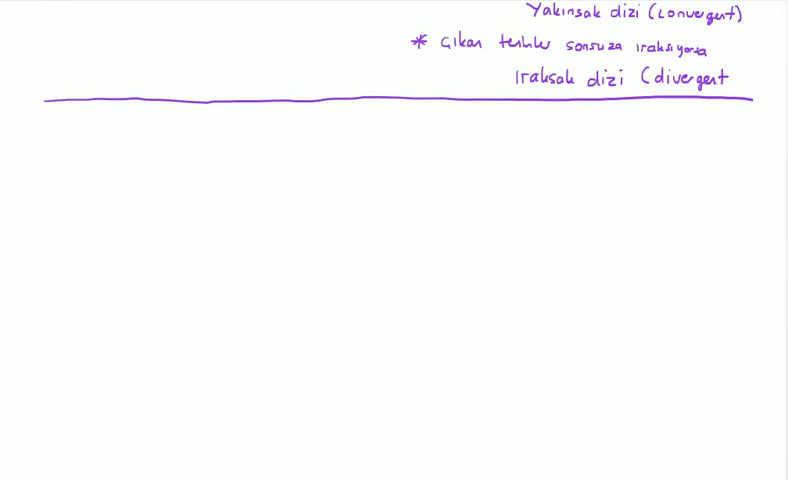 Yakınsak dizi (convergent)
* Çıkan terimler sonsuza ıraksıyorsa
Iraksak dizi (divergent